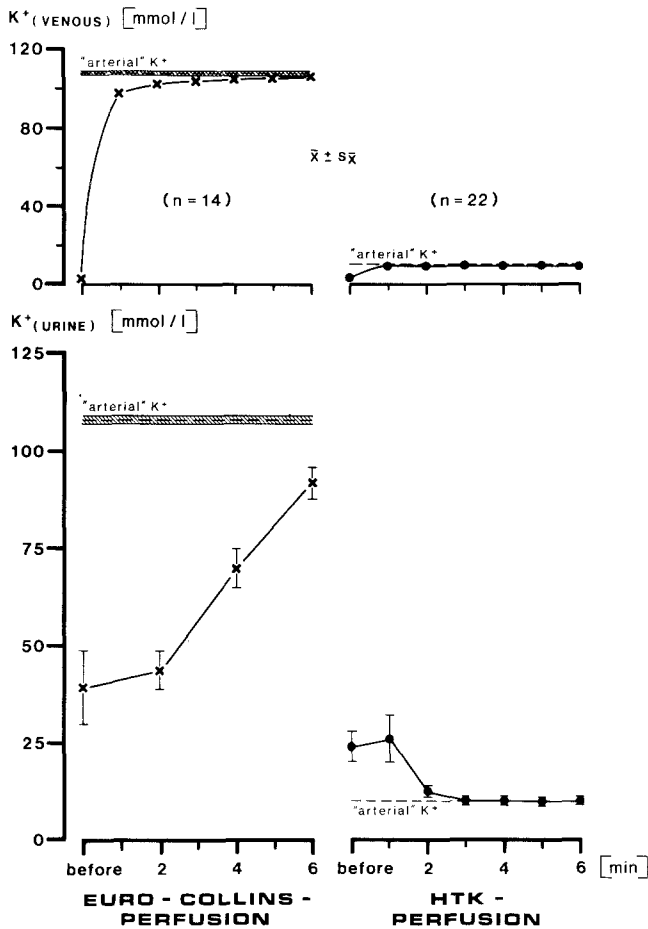 K+ (VENOUS) [mmol / l]
120
80
40
0
"arterial" K+
x̄ ± sx̄
(n = 14)
(n = 22)
"arterial" K+
K+ (URINE) [mmol / l]
125
100
75
50
25
0
"arterial" K+
"arterial" K+
before 2 4 6
before 2 4 6 [min]
EURO - COLLINS -
PERFUSION
HTK -
PERFUSION